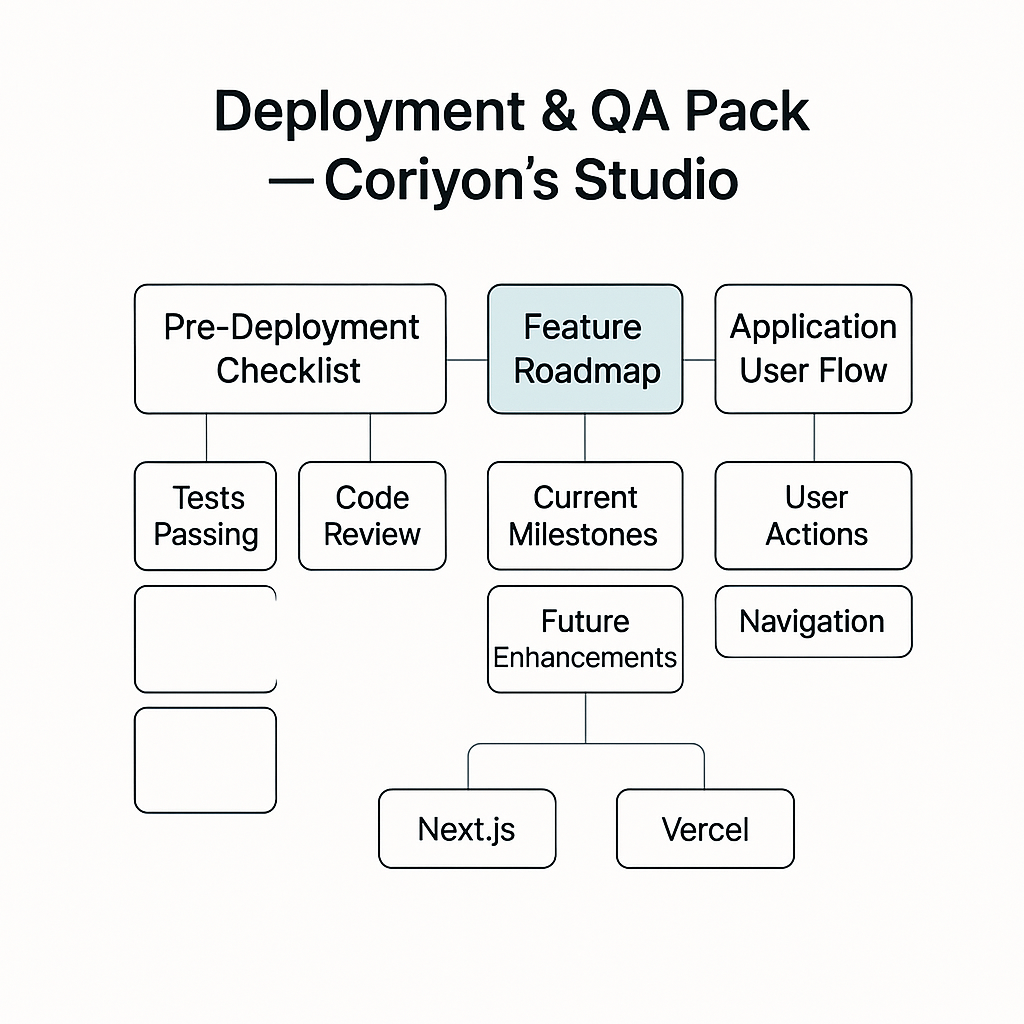 Deployment & QA Pack
— Coriyon’s Studio
Pre-Deployment
Checklist
Feature
Roadmap
Application
User Flow
Tests
Passing
Code
Review
Current
Milestones
User
Actions
Future
Enhancements
Navigation
Next.js
Vercel